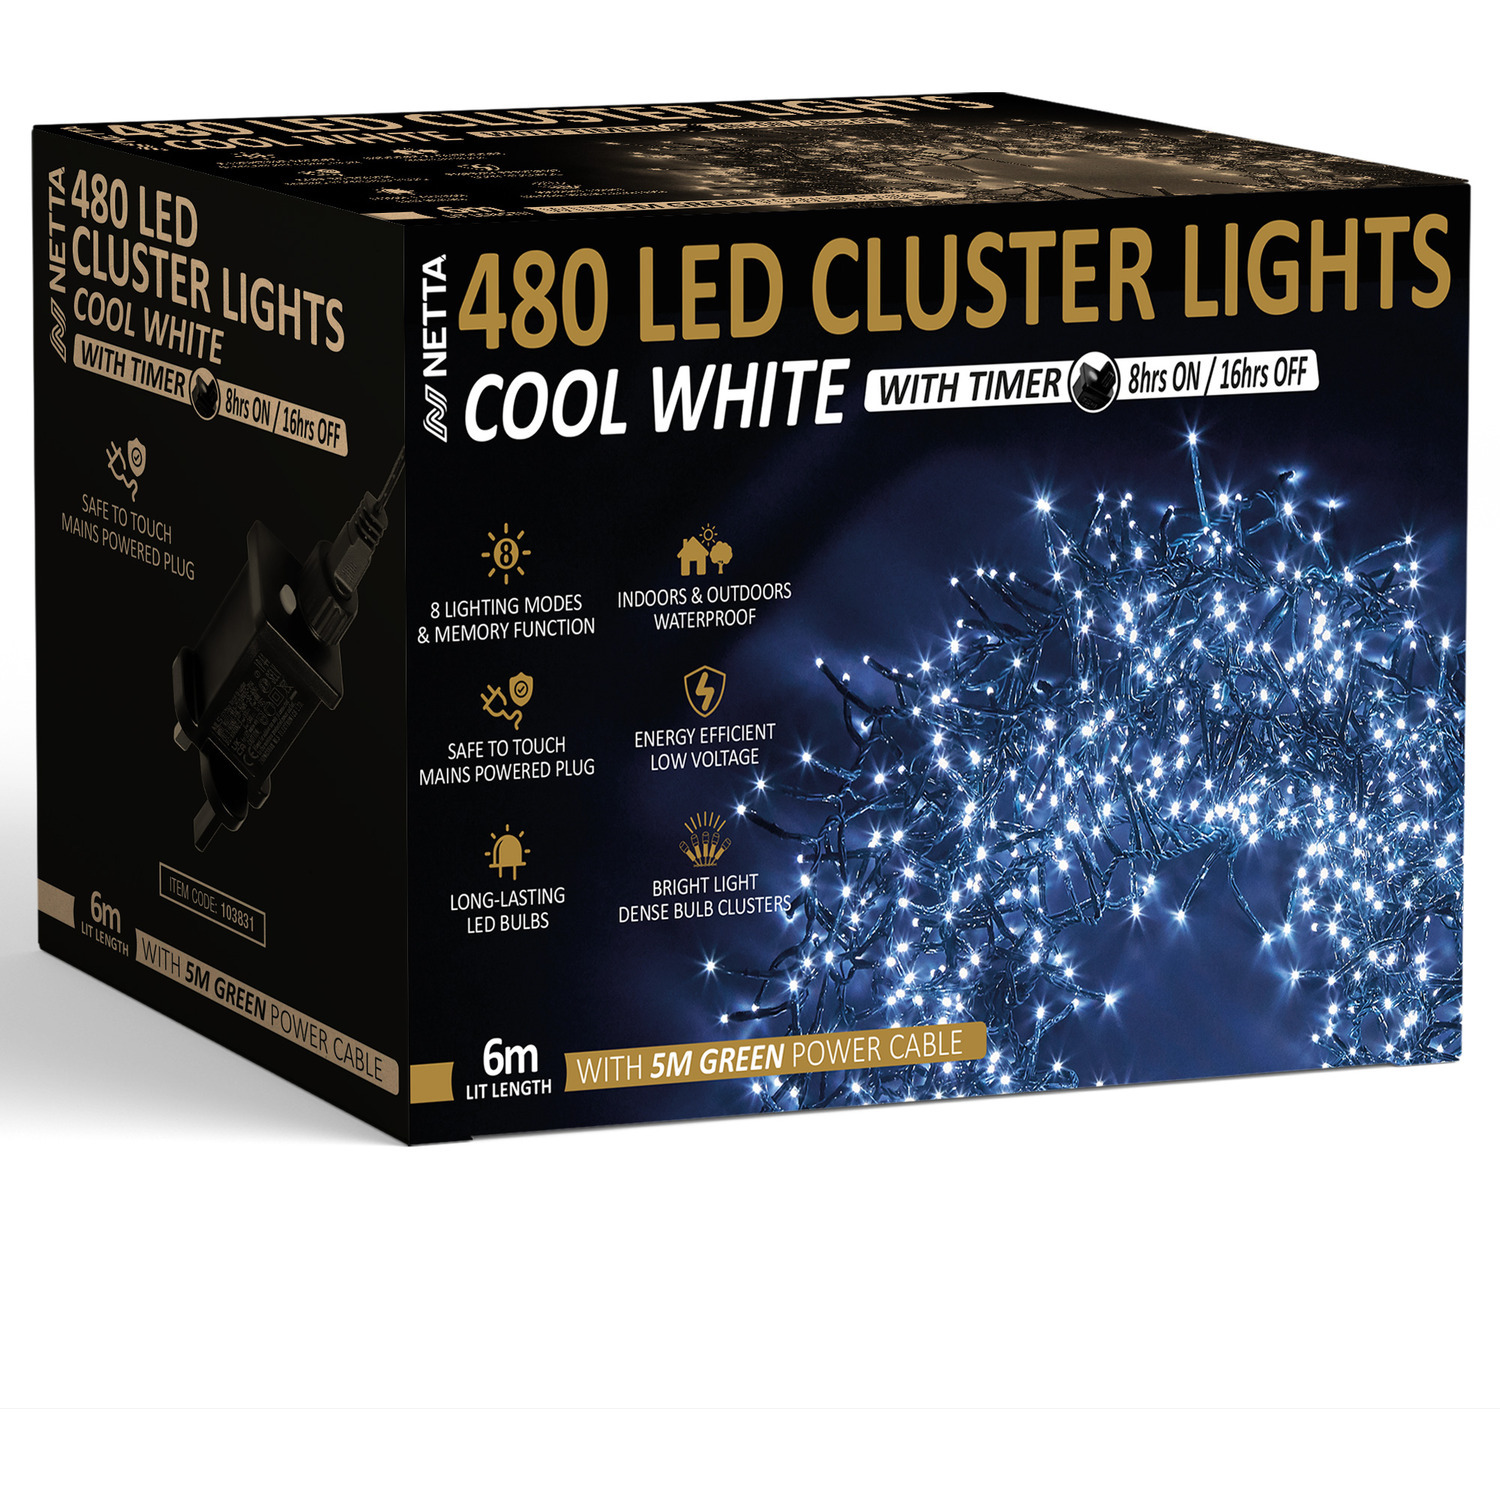 480 LED CLUSTER LIGHTS
COOL WHITE WITH TIMER
NETTA
480 LED
CLUSTER LIGHTS
COOL WHITE
WITH TIMER 8hrs ON / 16hrs OFF
SAFE TO TOUCH
MAINS POWERED PLUG
ITEM CODE: 103831
6m
LIT LENGTH
WITH 5M GREEN POWER CABLE
NETTA
480 LED CLUSTER LIGHTS
COOL WHITE WITH TIMER 8hrs ON / 16hrs OFF
8
8 LIGHTING MODES
& MEMORY FUNCTION
INDOORS & OUTDOORS
WATERPROOF
SAFE TO TOUCH
MAINS POWERED PLUG
ENERGY EFFICIENT
LOW VOLTAGE
LONG-LASTING
LED BULBS
BRIGHT LIGHT
DENSE BULB CLUSTERS
6m
LIT LENGTH
WITH 5M GREEN POWER CABLE